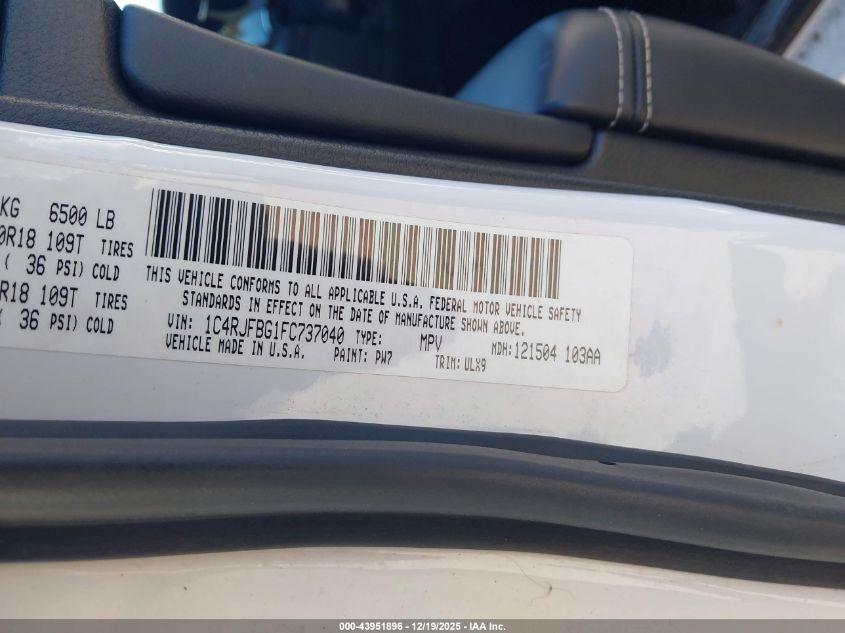 KG 6500 LB
0R18 109T TIRES
( 36 PSI) COLD
R18 109T TIRES
( 36 PSI) COLD
THIS VEHICLE CONFORMS TO ALL APPLICABLE U.S.A. FEDERAL MOTOR VEHICLE SAFETY
STANDARDS IN EFFECT ON THE DATE OF MANUFACTURE SHOWN ABOVE.
VIN: 1C4RJFBG1FC737040 TYPE: MPV MDH:121504 103AA
VEHICLE MADE IN U.S.A. PAINT: PW7 TRIM: ULX9
000-43951896 - 12/19/2025 - IAA Inc.